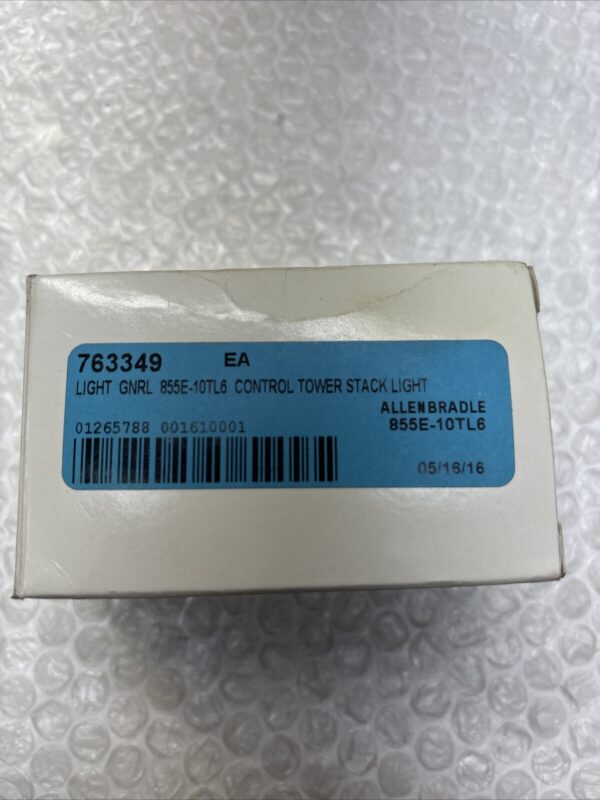 763349 EA
LIGHT GNRL 855E-10TL6 CONTROL TOWER STACK LIGHT
ALLENBRADLE
01265788 001610001
855E-10TL6
05/16/16